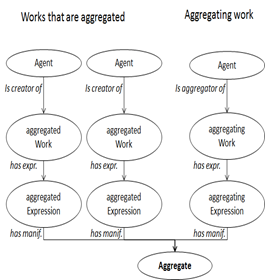 Works that are aggregated Aggregating work
Agent Agent Agent
Is creator of Is creator of Is aggregator of
aggregated Work aggregated Work aggregating Work
has expr. has expr. has expr.
aggregated Expression aggregated Expression aggregating Expression
has manif. has manif. has manif.
Aggregate